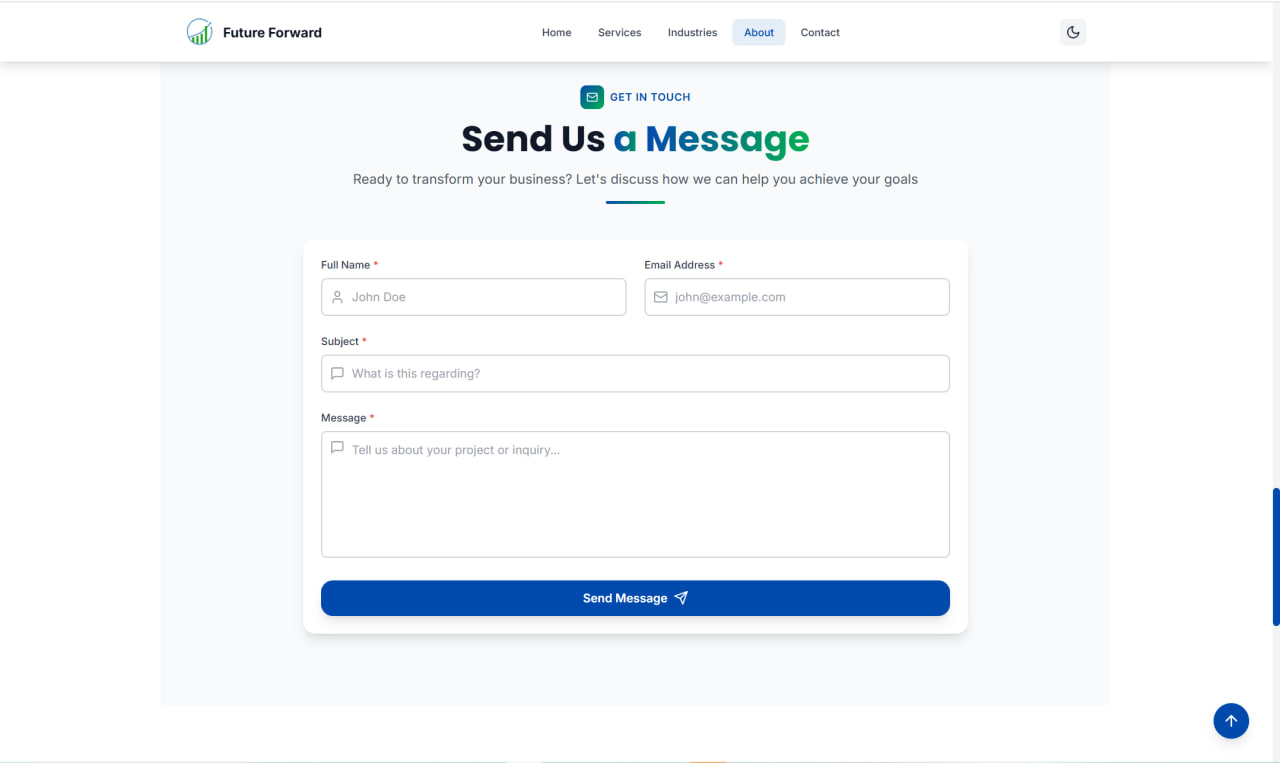 Future Forward
Home Services Industries About Contact
GET IN TOUCH
Send Us a Message
Ready to transform your business? Let's discuss how we can help you achieve your goals
Full Name * Email Address *
John Doe john@example.com
Subject *
What is this regarding?
Message *
Tell us about your project or inquiry...
Send Message